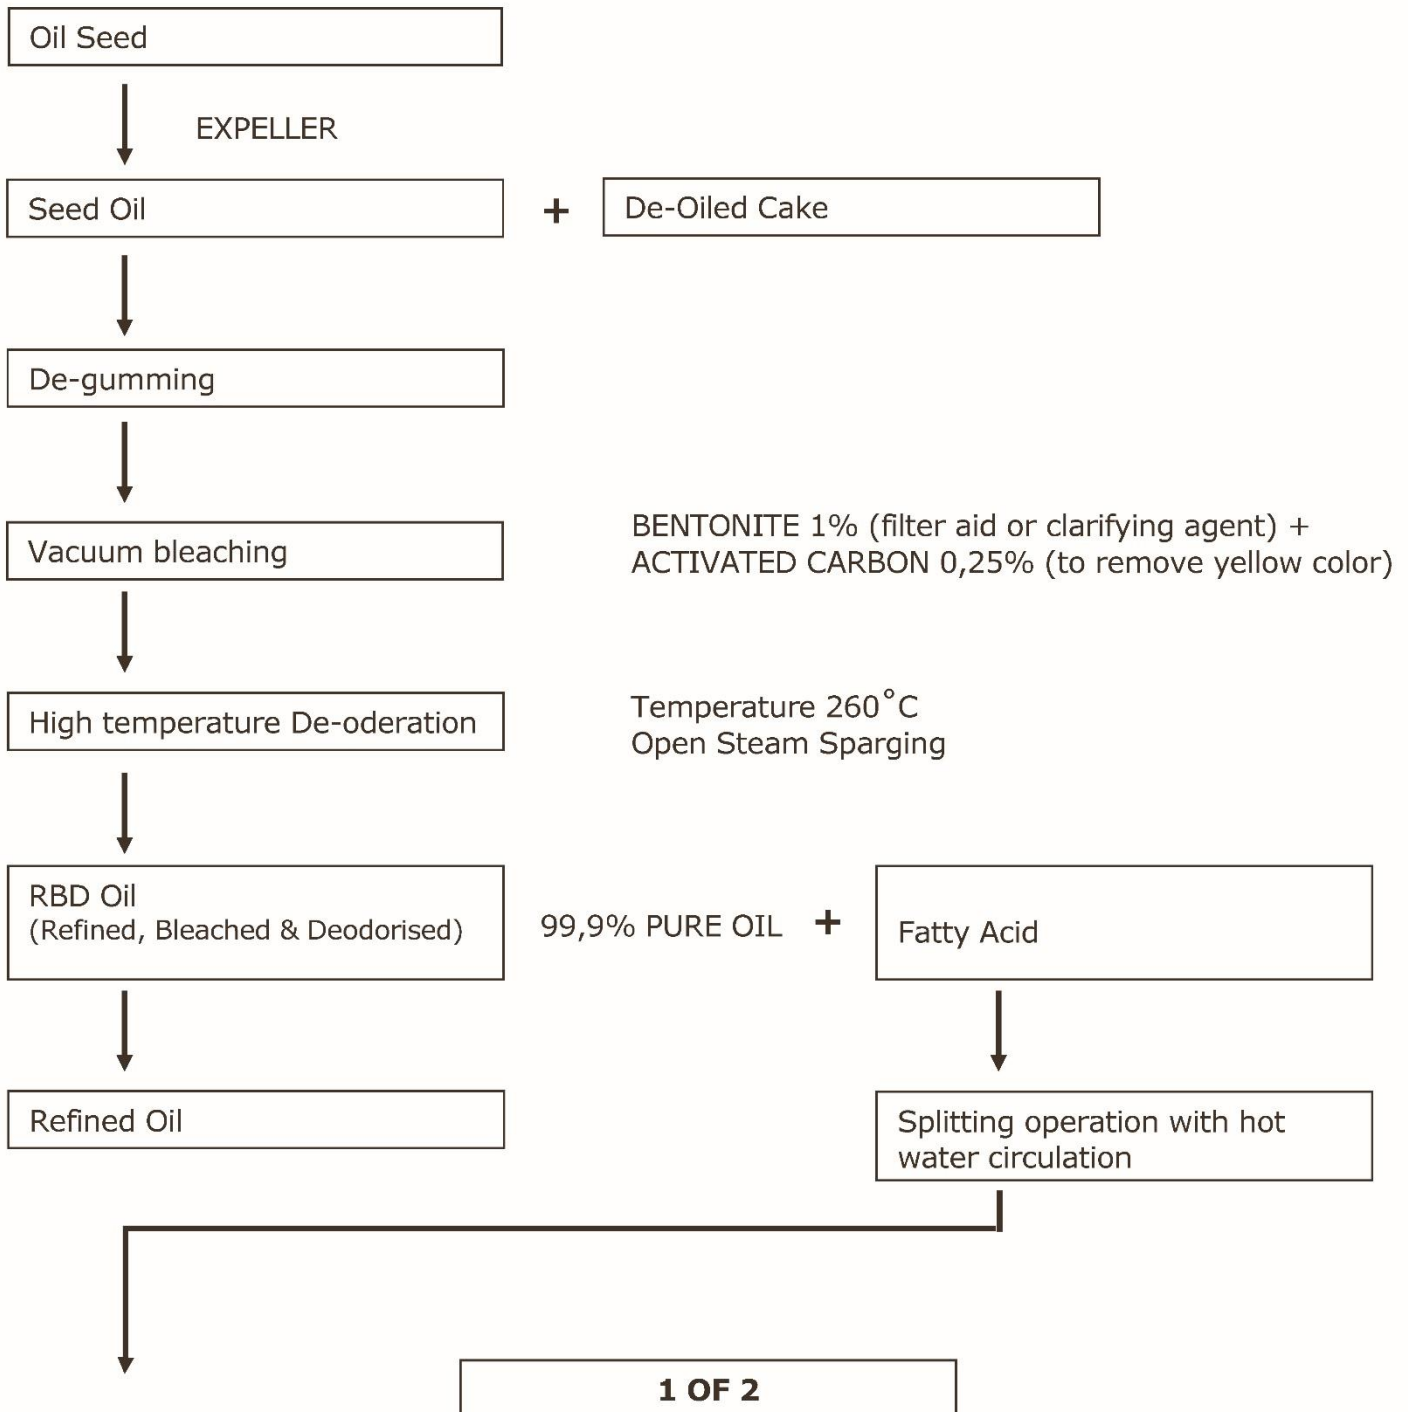 Oil Seed
EXPELLER
Seed Oil
+
De-Oiled Cake
De-gumming
Vacuum bleaching
BENTONITE 1% (filter aid or clarifying agent) +
ACTIVATED CARBON 0,25% (to remove yellow color)
High temperature De-oderation
Temperature 260°C
Open Steam Sparging
RBD Oil
(Refined, Bleached & Deodorised)
99,9% PURE OIL
+
Fatty Acid
Refined Oil
Splitting operation with hot
water circulation
1 OF 2